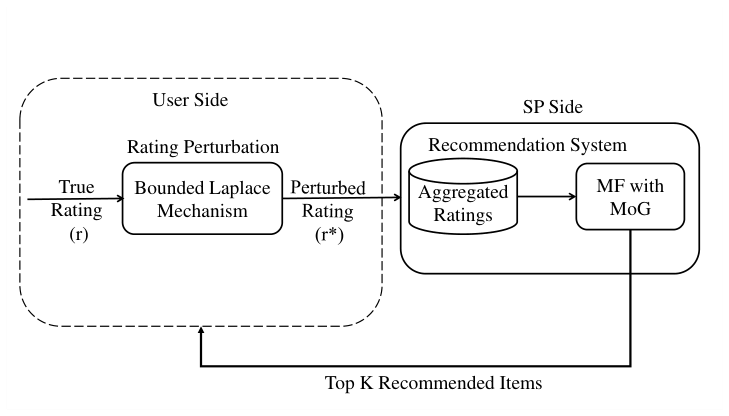 User Side
SP Side
Rating Perturbation
Recommendation System
True
Rating
(r)
Bounded Laplace
Mechanism
Perturbed
Rating
(r*)
Aggregated
Ratings
MF with
MoG
Top K Recommended Items